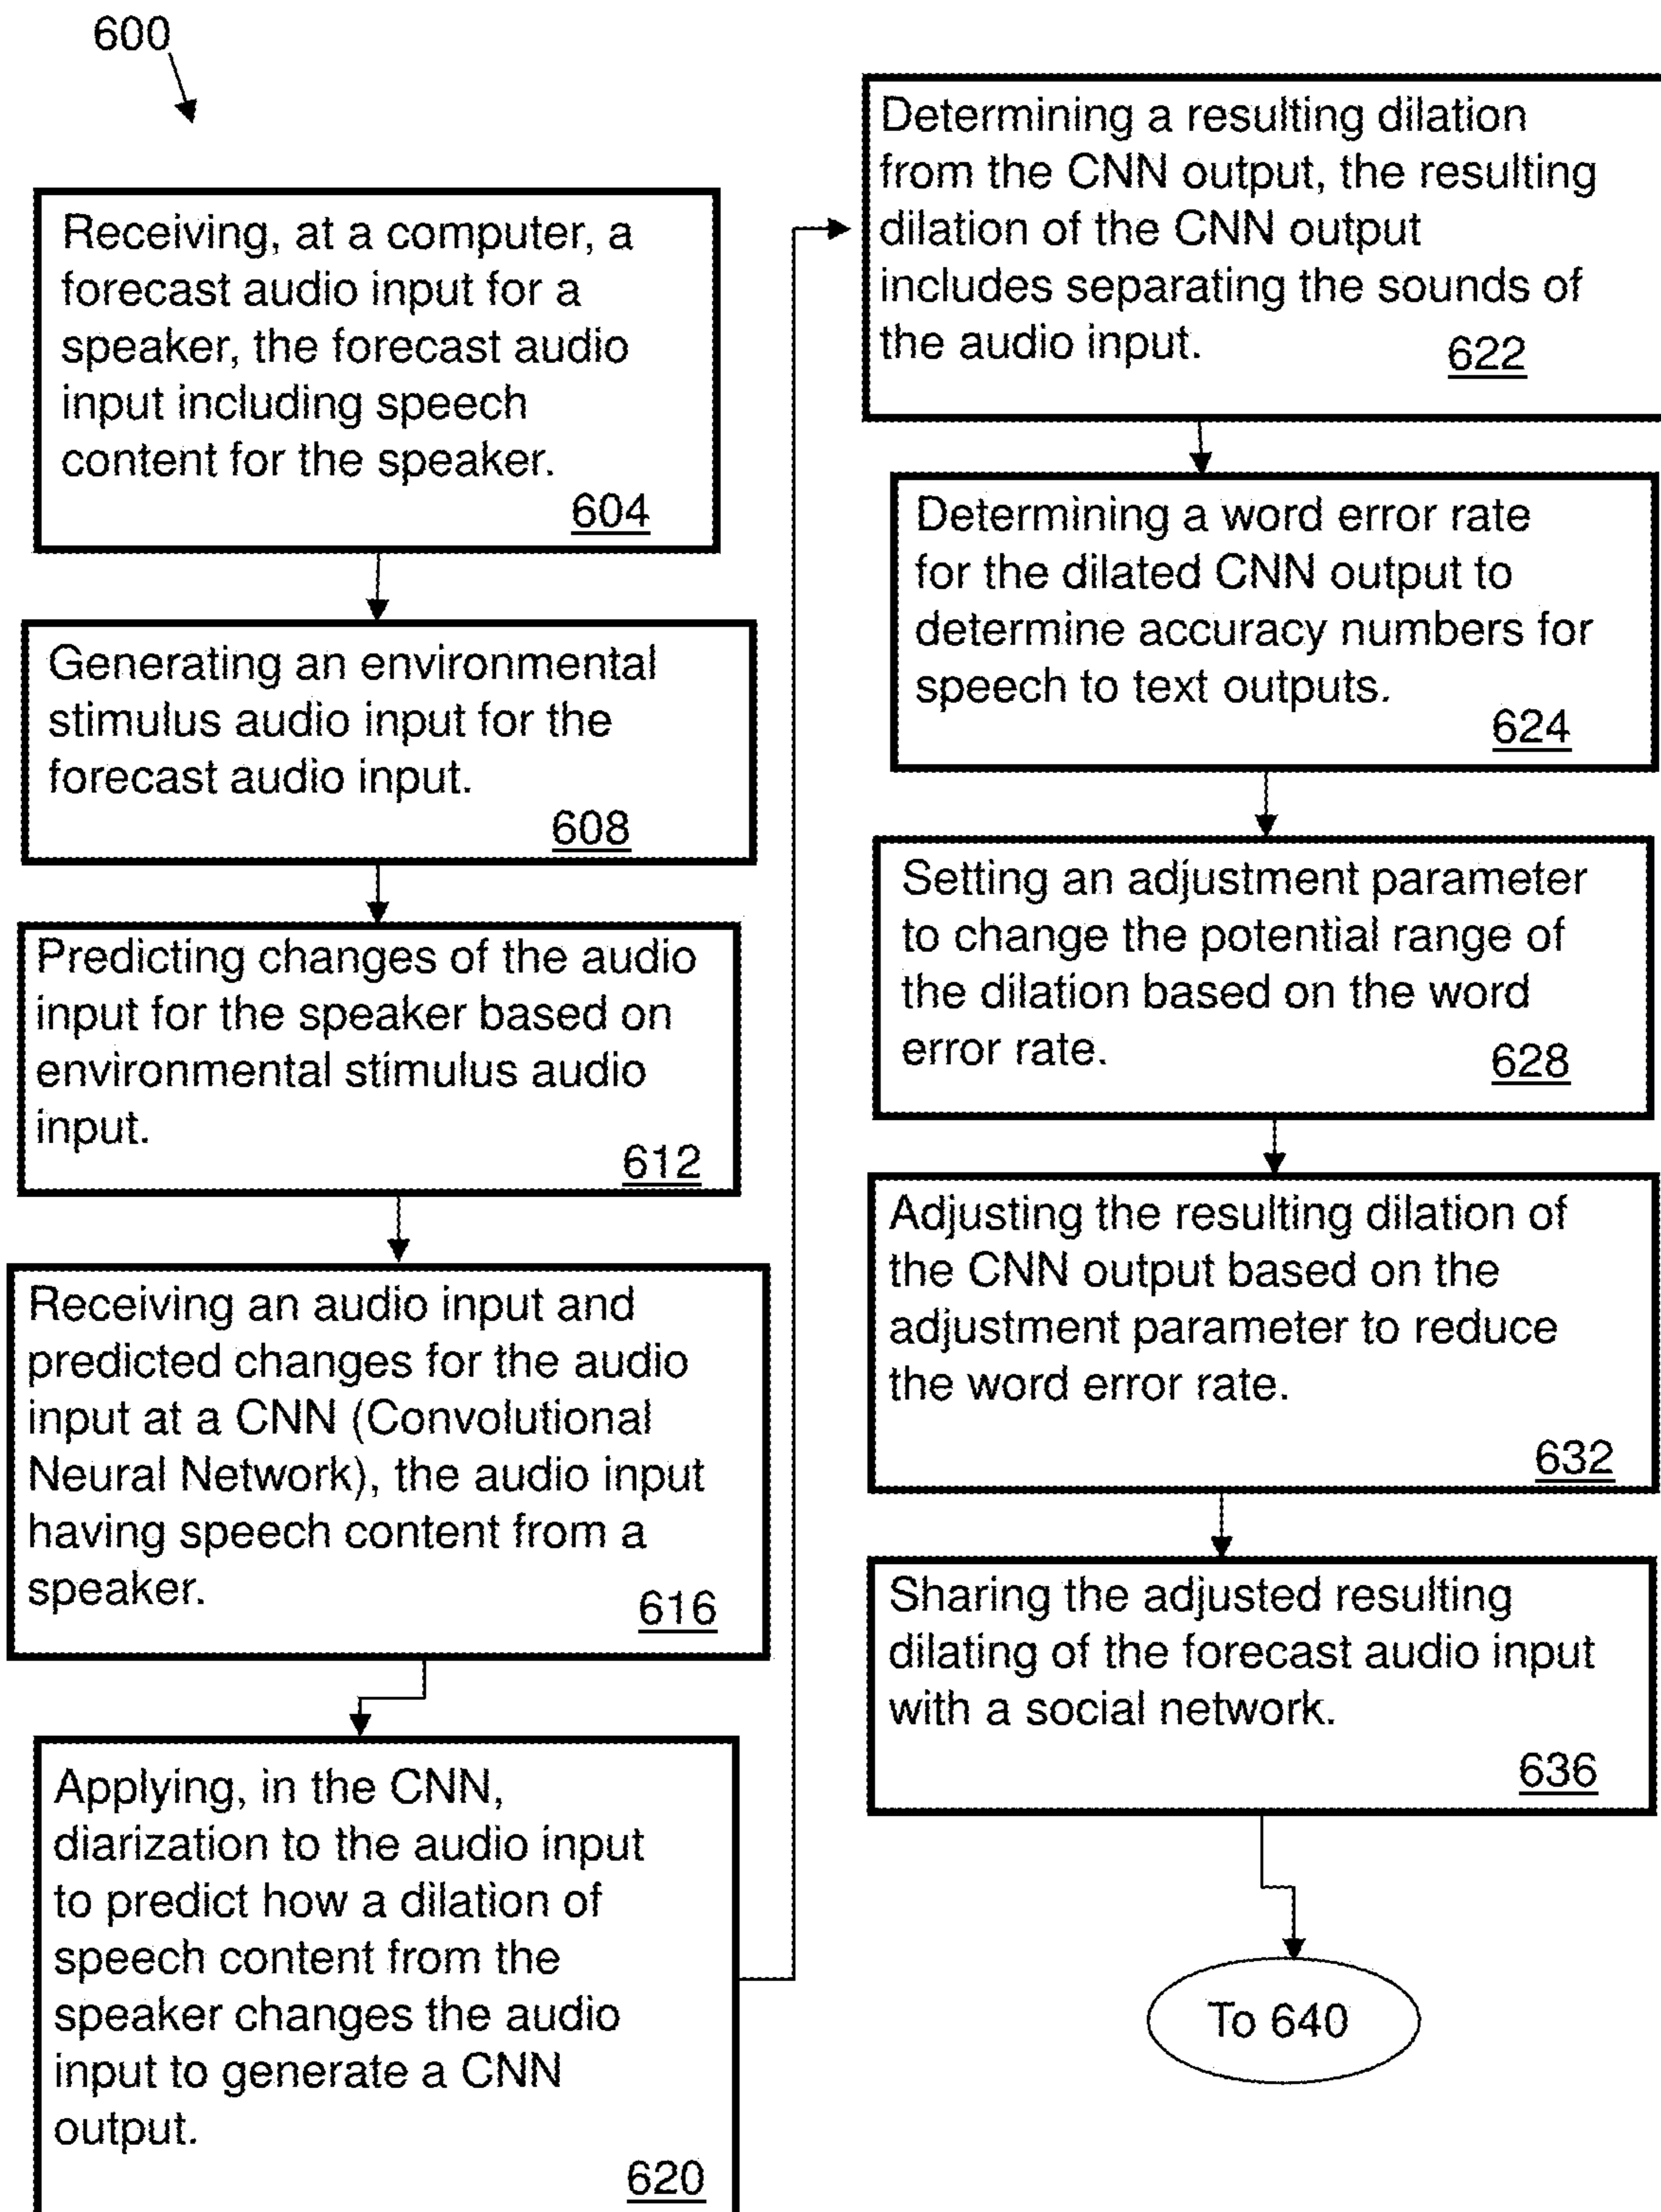 600
Receiving, at a computer, a
forecast audio input for a
speaker, the forecast audio
input including speech
content for the speaker.
604
Generating an environmental
stimulus audio input for the
forecast audio input.
608
Predicting changes of the audio
input for the speaker based on
environmental stimulus audio
input.
612
Receiving an audio input and
predicted changes for the audio
input at a CNN (Convolutional
Neural Network), the audio input
having speech content from a
speaker.
616
Applying, in the CNN,
diarization to the audio input
to predict how a dilation of
speech content from the
speaker changes the audio
input to generate a CNN
output.
620
Determining a resulting dilation
from the CNN output, the resulting
dilation of the CNN output
includes separating the sounds of
the audio input.
622
Determining a word error rate
for the dilated CNN output to
determine accuracy numbers for
speech to text outputs.
624
Setting an adjustment parameter
to change the potential range of
the dilation based on the word
error rate.
628
Adjusting the resulting dilation of
the CNN output based on the
adjustment parameter to reduce
the word error rate.
632
Sharing the adjusted resulting
dilating of the forecast audio input
with a social network.
636
To 640